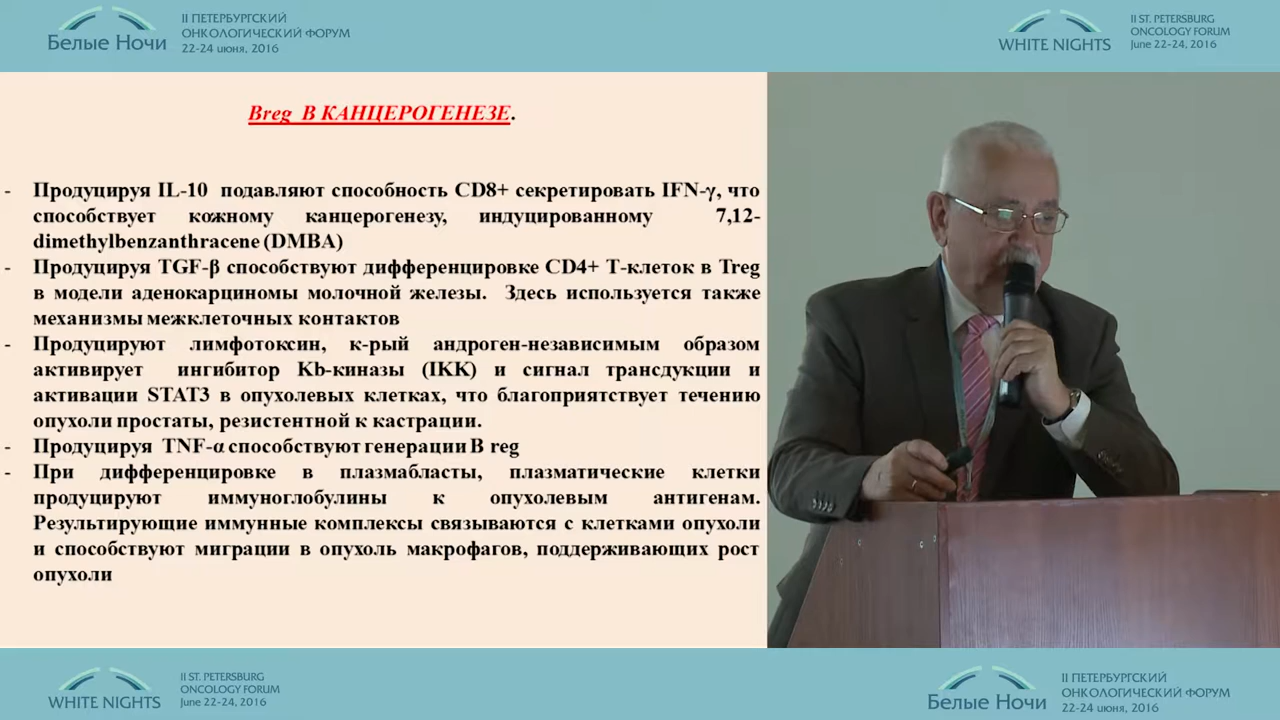 Белые Ночи
II ПЕТЕРБУРГСКИЙ
ОНКОЛОГИЧЕСКИЙ ФОРУМ
22-24 июня, 2016
WHITE NIGHTS
II ST. PETERSBURG
ONCOLOGY FORUM
June 22-24, 2016
Breg В КАНЦЕРОГЕНЕЗЕ.
- Продуцируя IL-10 подавляют способность CD8+ секретировать IFN-γ, что
способствует кожному канцерогенезу, индуцированному 7,12-
dimethylbenzanthracene (DMBA)
- Продуцируя TGF-β способствуют дифференцировке CD4+ Т-клеток в Treg
в модели аденокарциномы молочной железы. Здесь используется также
механизмы межклеточных контактов
- Продуцируют лимфотоксин, к-рый андроген-независимым образом
активирует ингибитор Kb-киназы (IKK) и сигнал трансдукции и
активации STAT3 в опухолевых клетках, что благоприятствует течению
опухоли простаты, резистентной к кастрации.
- Продуцируя TNF-α способствуют генерации B reg
- При дифференцировке в плазмабласты, плазматические клетки
продуцируют иммуноглобулины к опухолевым антигенам.
Результирующие иммунные комплексы связываются с клетками опухоли
и способствуют миграции в опухоль макрофагов, поддерживающих рост
опухоли
WHITE NIGHTS
II ST. PETERSBURG
ONCOLOGY FORUM
June 22-24, 2016
Белые Ночи
II ПЕТЕРБУРГСКИЙ
ОНКОЛОГИЧЕСКИЙ ФОРУМ
22-24 июня, 2016